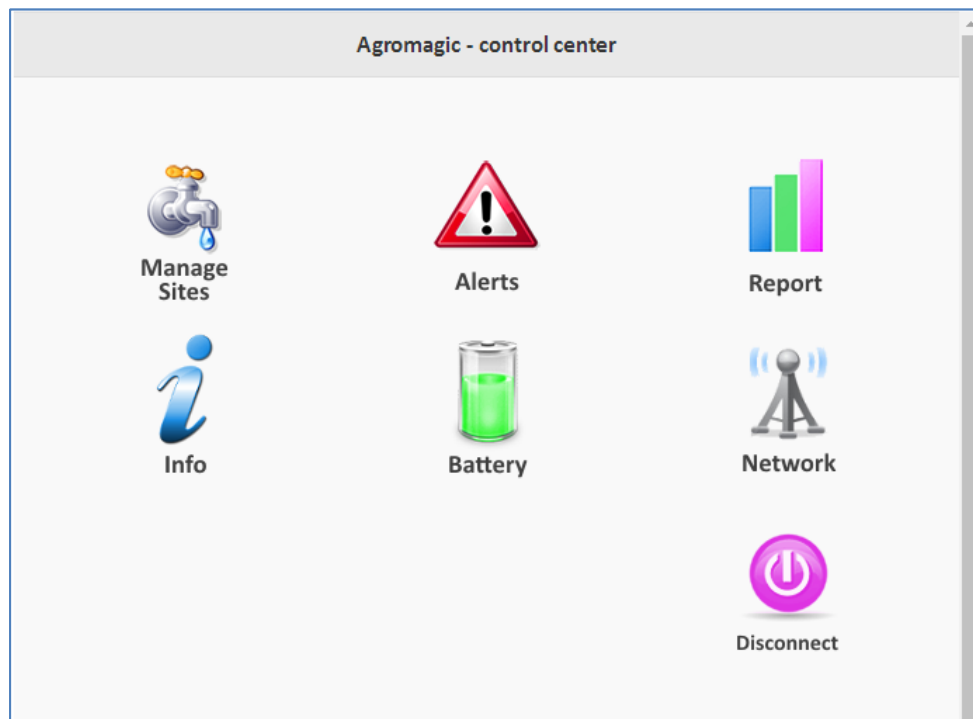 Agromagic - control center
Manage
Sites
Alerts
Report
Info
Battery
Network
Disconnect